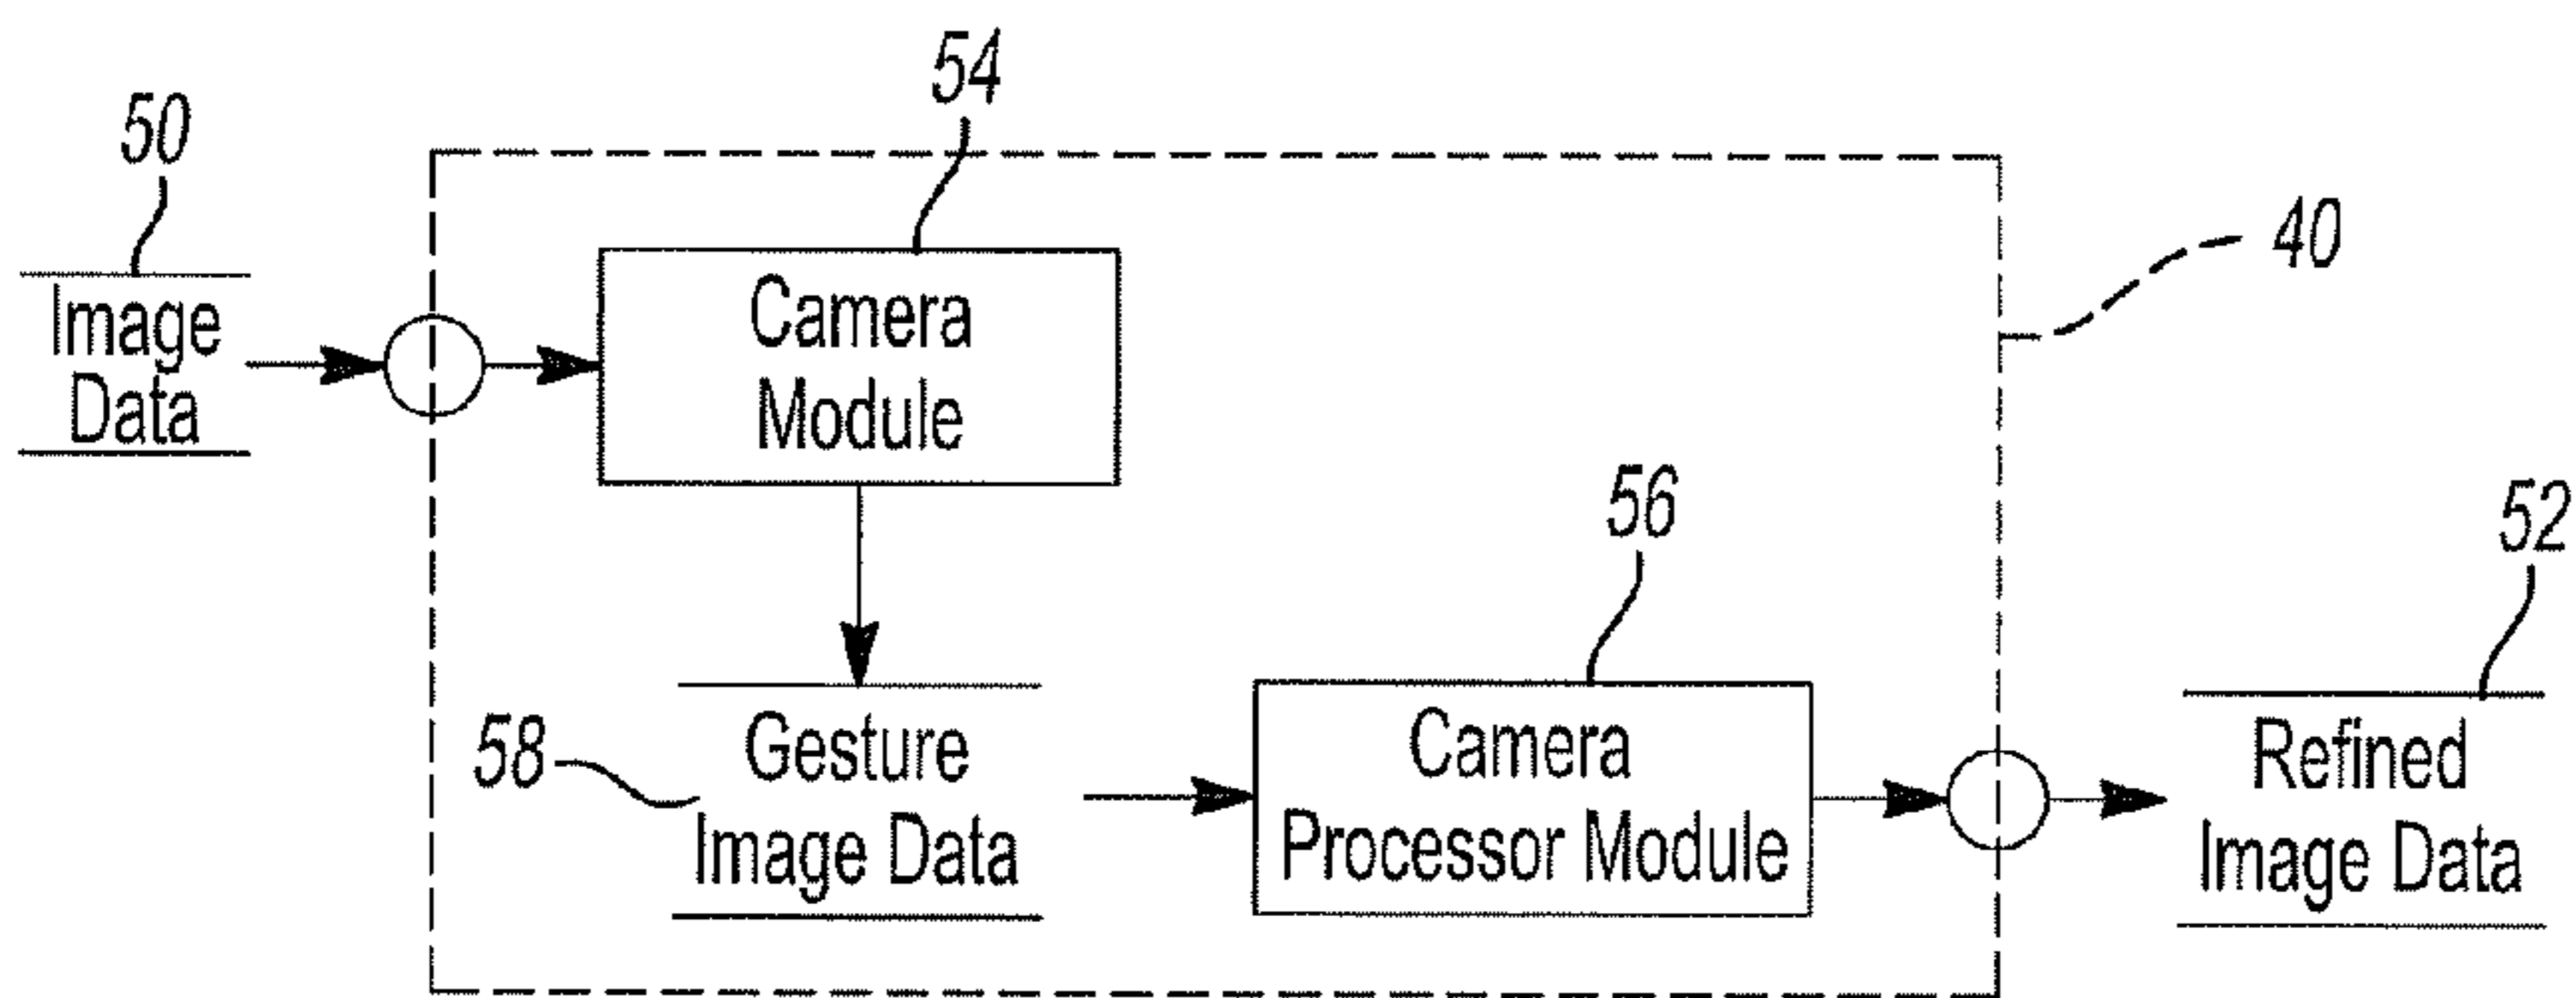 54
50
40
Image
Data
Camera
Module
56
52
58
Gesture
Image Data
Camera
Processor Module
Refined
Image Data